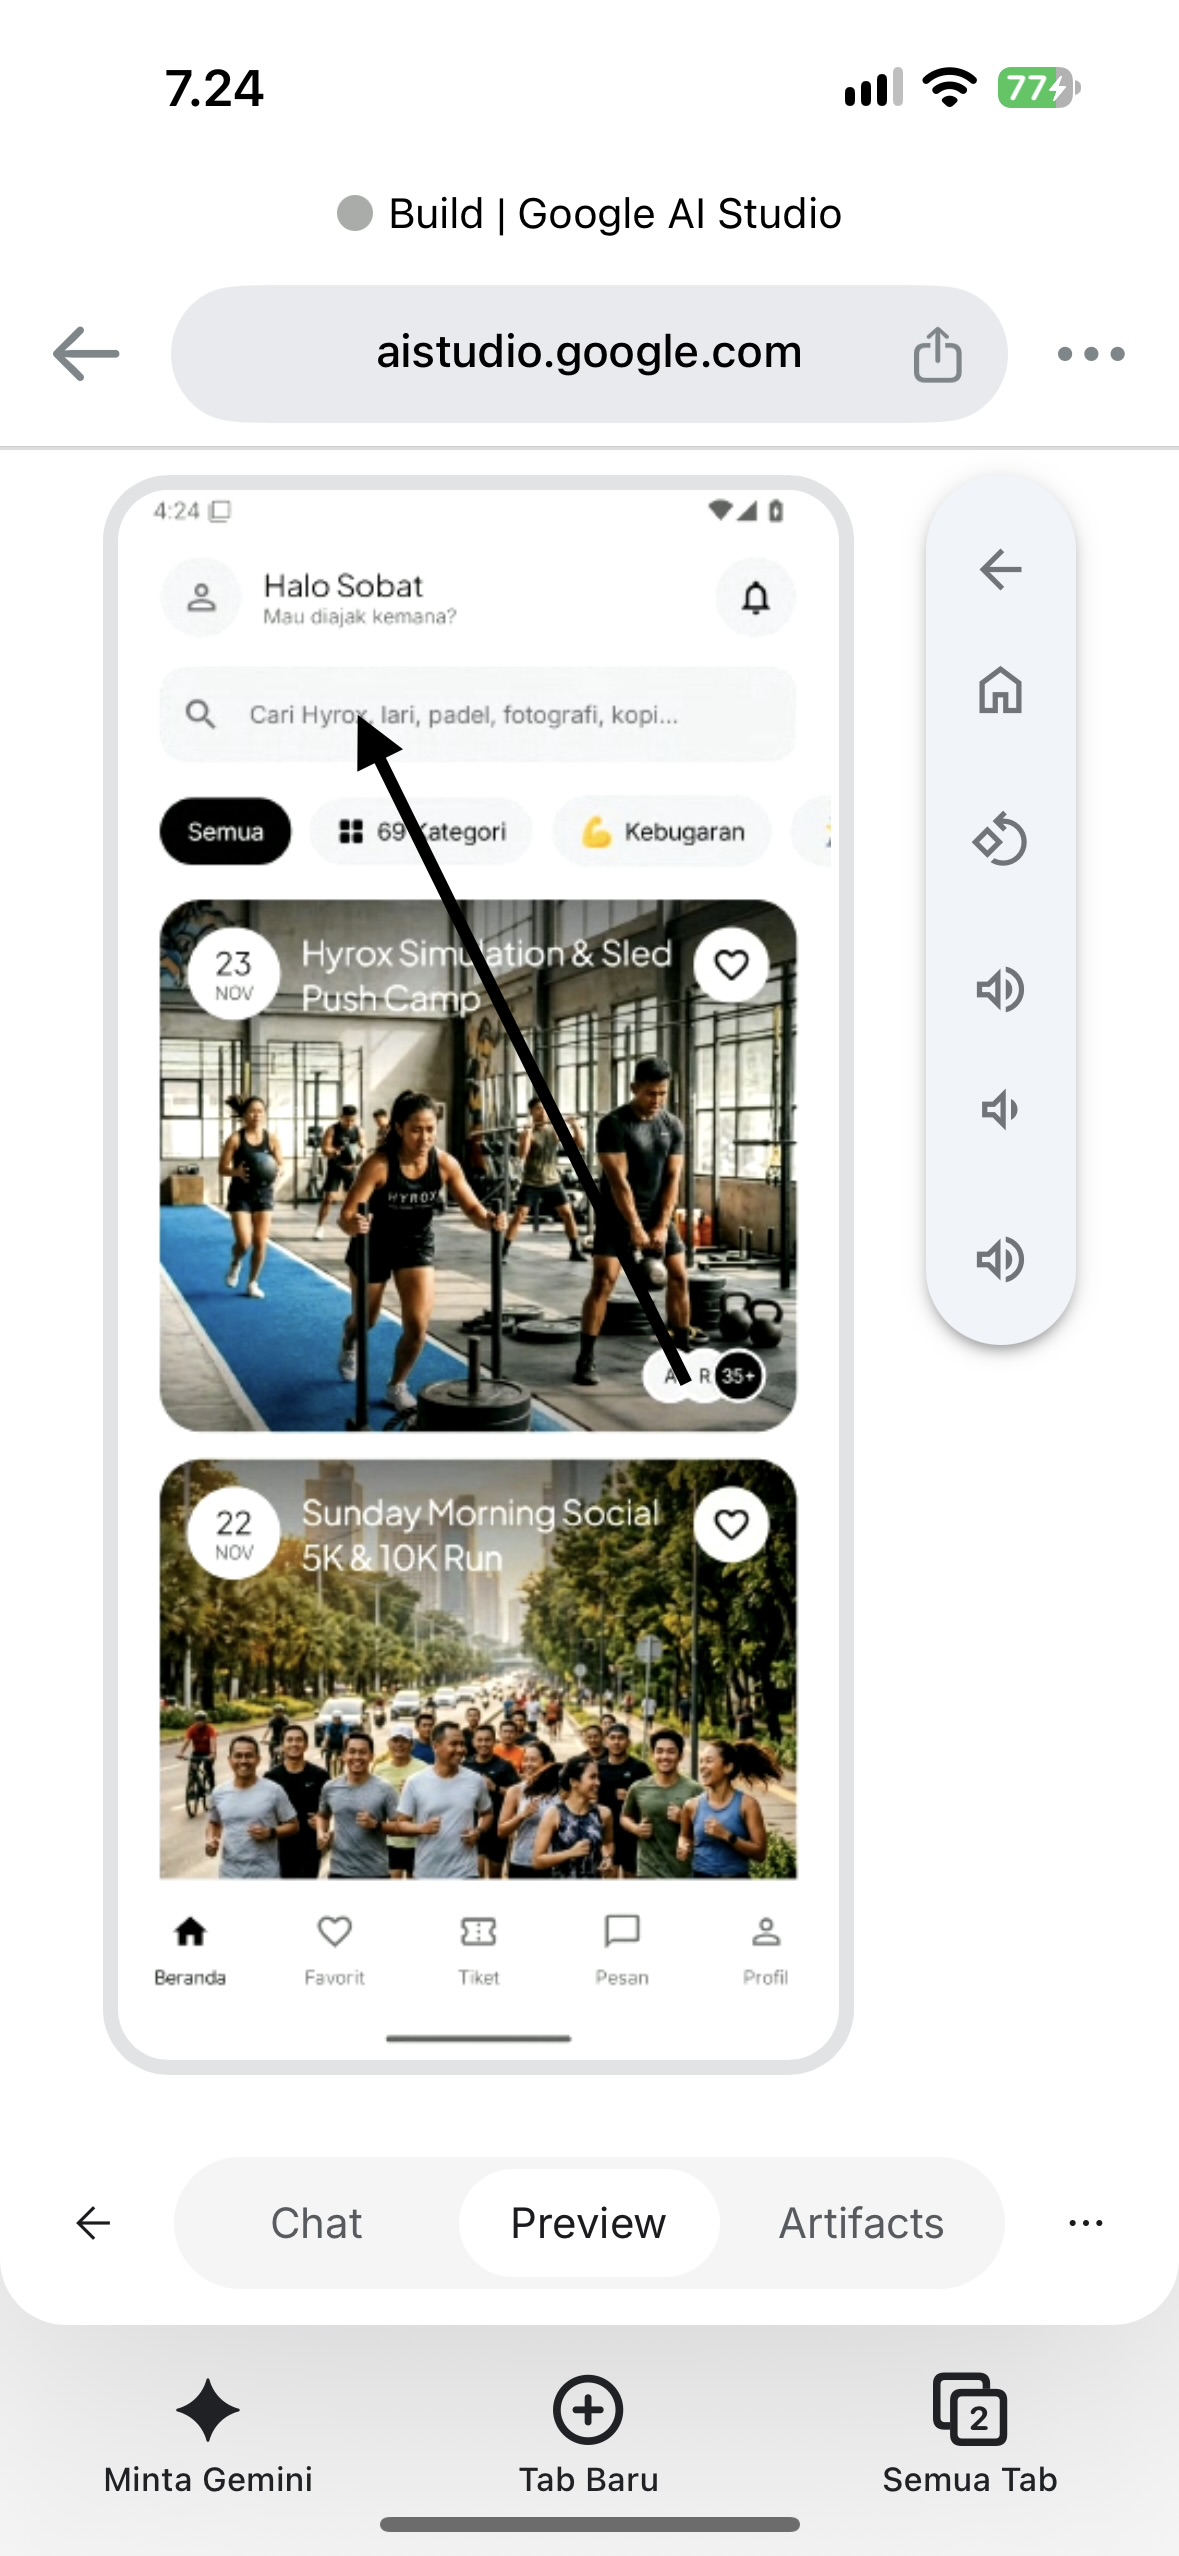 7.24
77
Build | Google AI Studio
aistudio.google.com
4:24
Halo Sobat
Mau diajak kemana?
Cari Hyrox, lari, padel, fotografi, kopi...
Semua
69 Kategori
Kebugaran
23
NOV
Hyrox Simulation & Sled
Push Camp
HYROX
A R 35+
22
NOV
Sunday Morning Social
5K & 10K Run
Beranda
Favorit
Tiket
Pesan
Profil
Chat
Preview
Artifacts
Minta Gemini
Tab Baru
2
Semua Tab